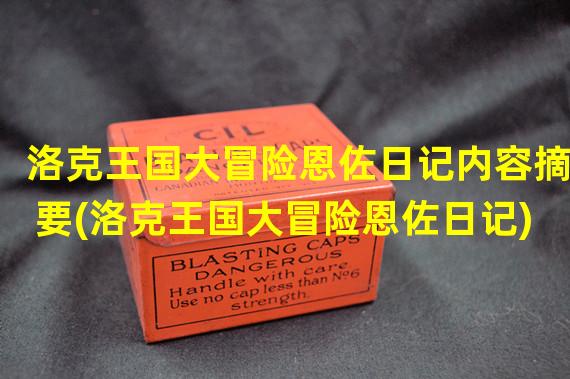 CIL
洛克王国大冒险恩佐日记内容摘
要(洛克王国大冒险恩佐日记)
BLASTING CAPS
DANGEROUS
Handle with care
Use no cap less than №6
strength.